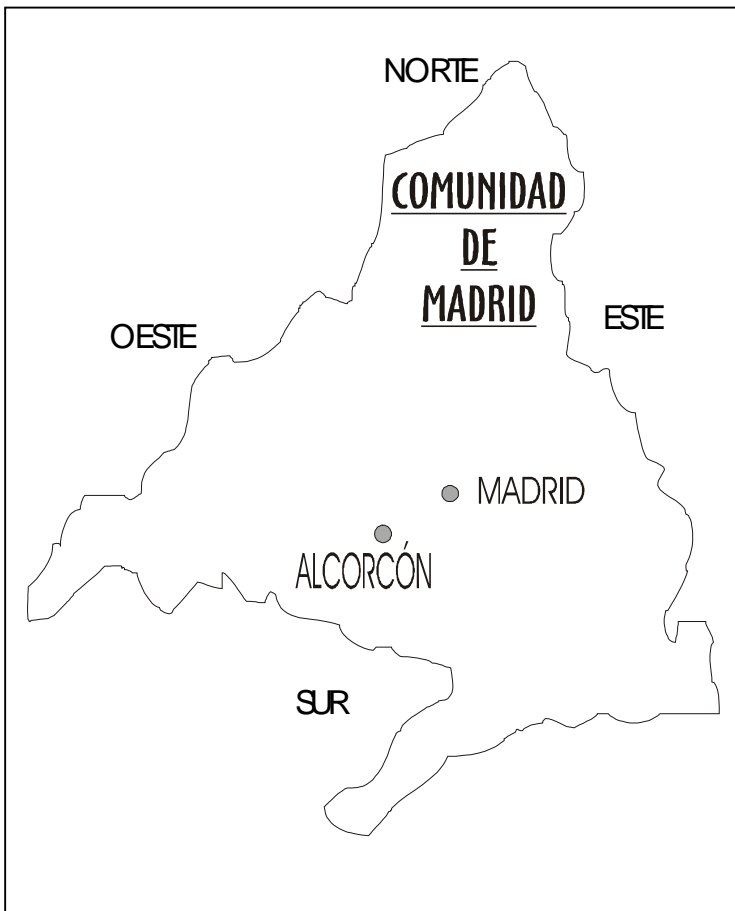 NORTE
COMUNIDAD
DE
MADRID
ESTE
OESTE
MADRID
ALCORCÓN
SUR